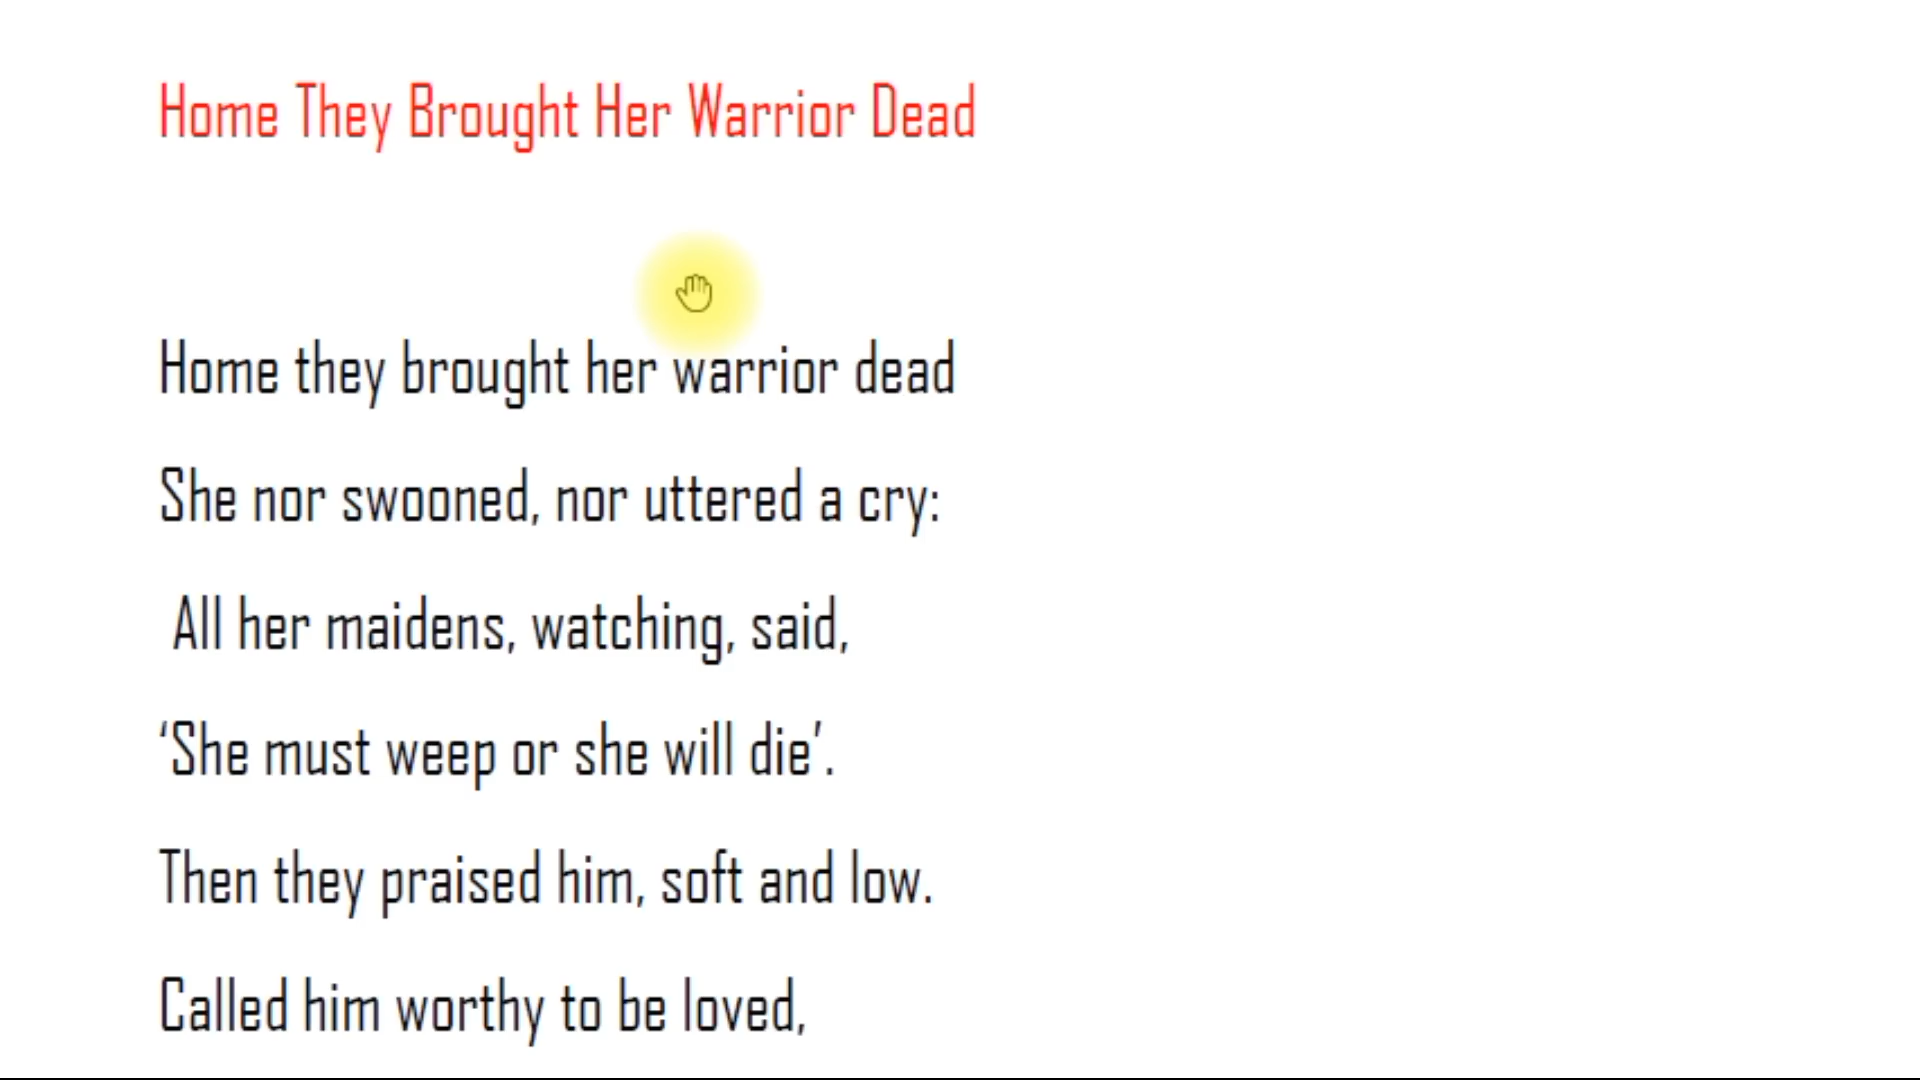 Home They Brought Her Warrior Dead
Home they brought her warrior dead
She nor swooned, nor uttered a cry:
All her maidens, watching, said,
‘She must weep or she will die’.
Then they praised him, soft and low.
Called him worthy to be loved,